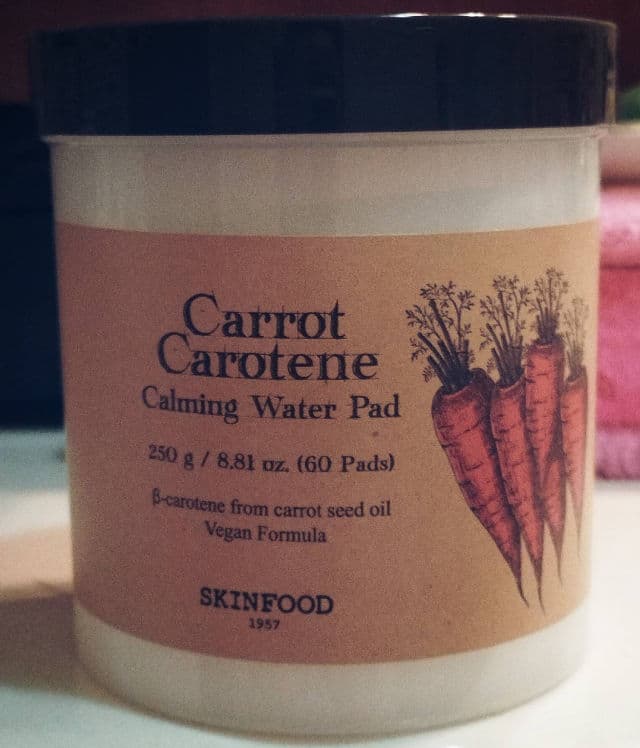 Carrot
Carotene
Calming Water Pad
250 g / 8.81 oz. (60 Pads)
β-carotene from carrot seed oil
Vegan Formula
SKINFOOD
1957